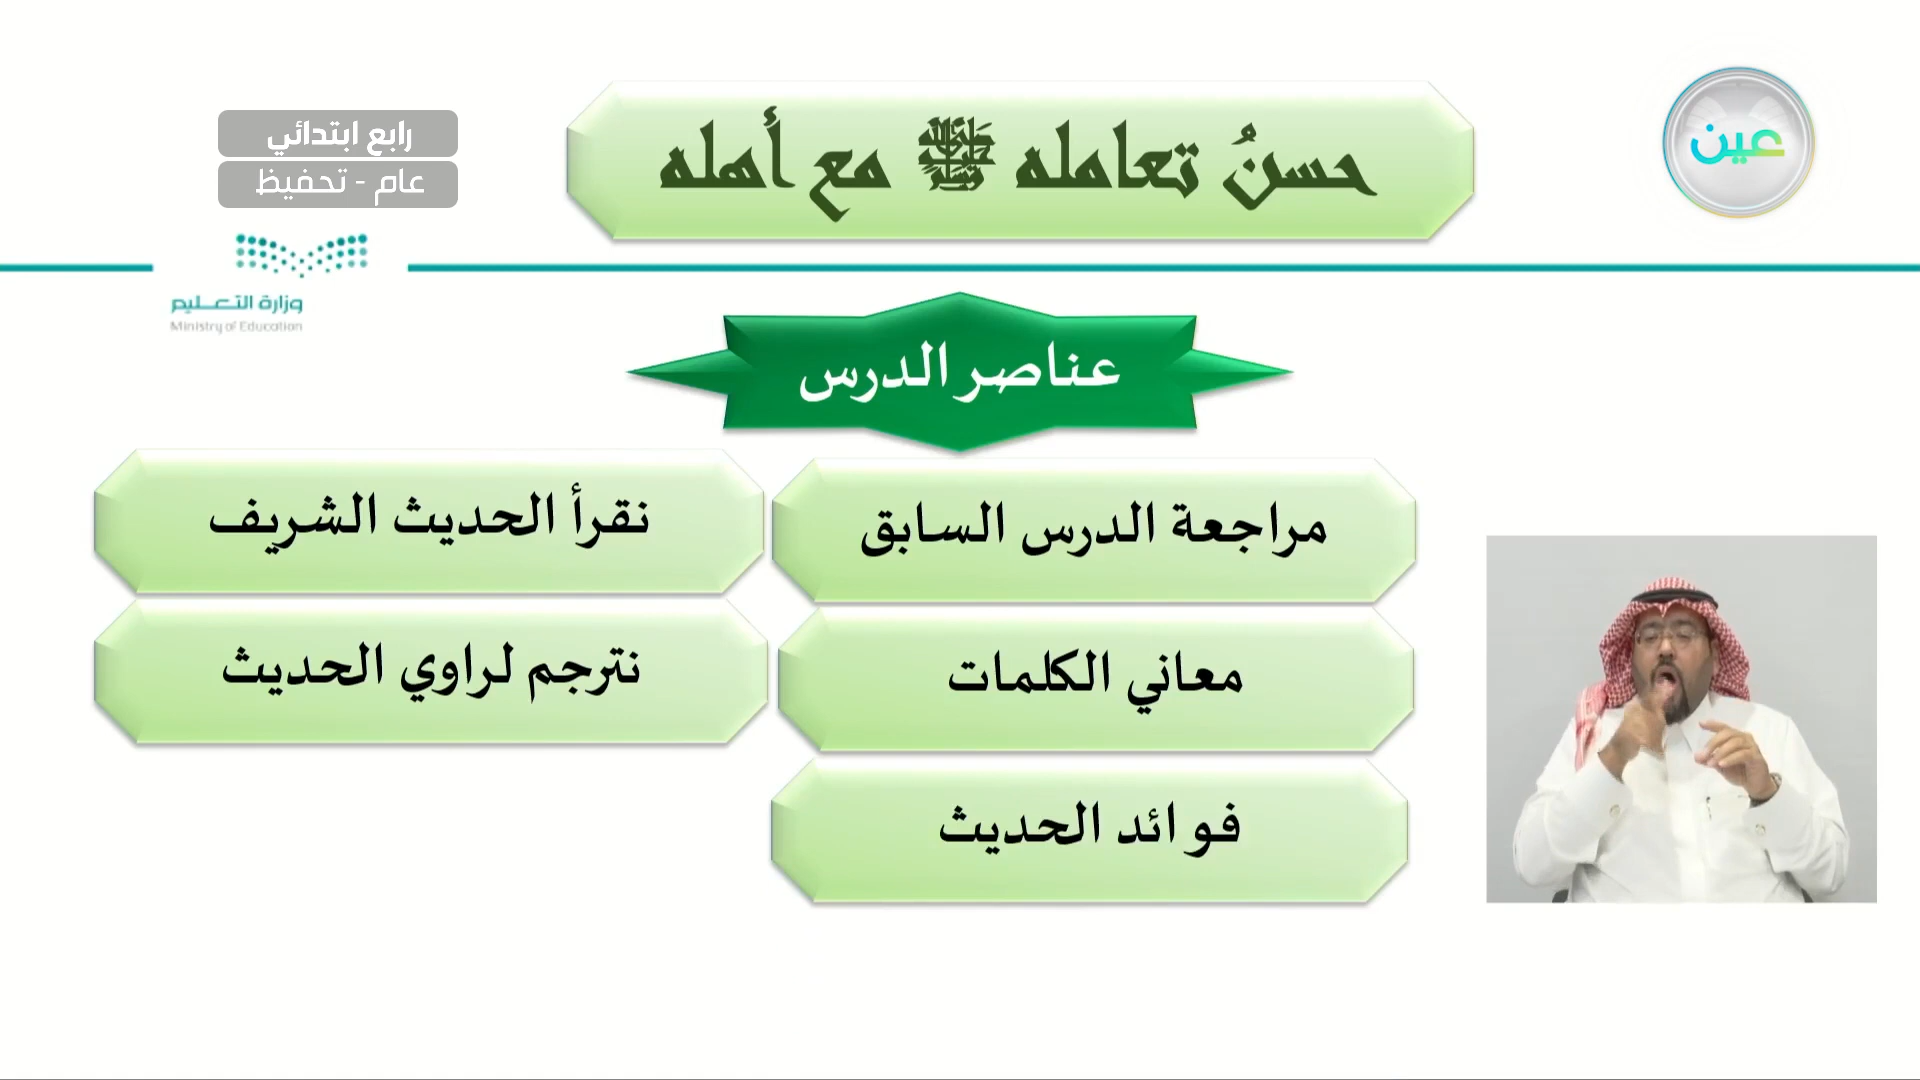 حسنُ تعامله ﷺ مع أهله
عين
رابع ابتدائي
عام - تحفيظ
وزارة التعليم
Ministry of Education
عناصر الدرس
مراجعة الدرس السابق
نقرأ الحديث الشريف
معاني الكلمات
نترجم لراوي الحديث
فوائد الحديث